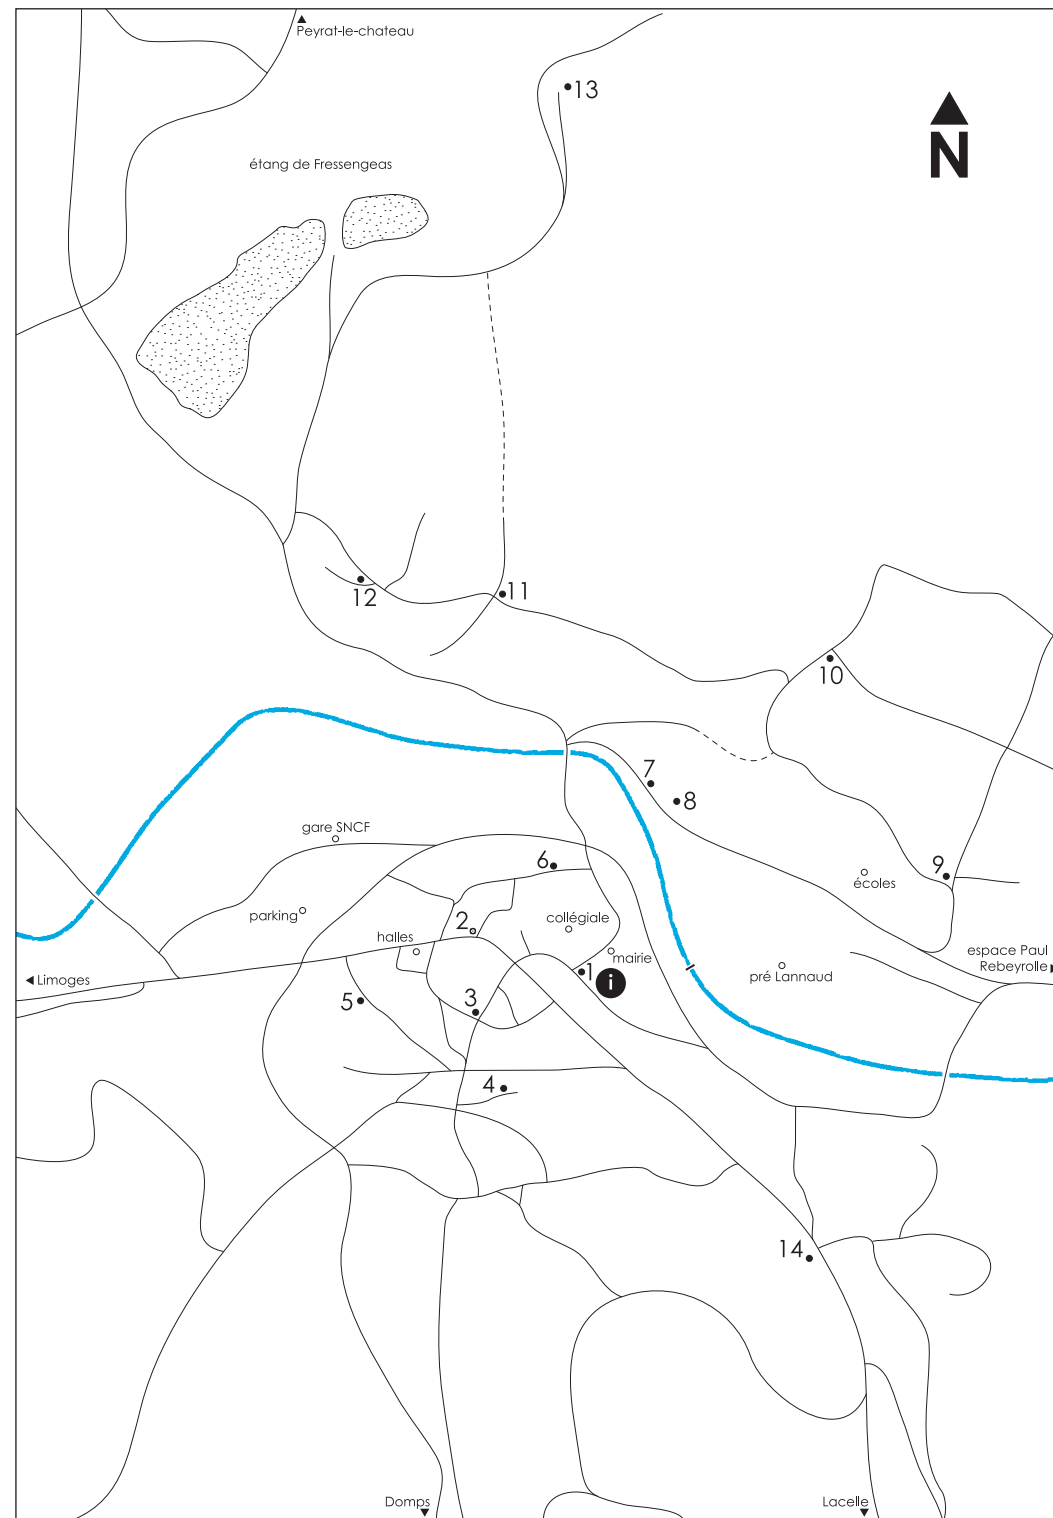 Peyrat-le-chateau
13
N
étang de Fressengeas
12
11
10
7
8
gare SNCF
6
9
écoles
parking
2
collégiale
halles
mairie
espace Paul
Rebeyrolle
Limoges
1
i
pré Lannaud
5
3
4
14
Domps
Lacelle